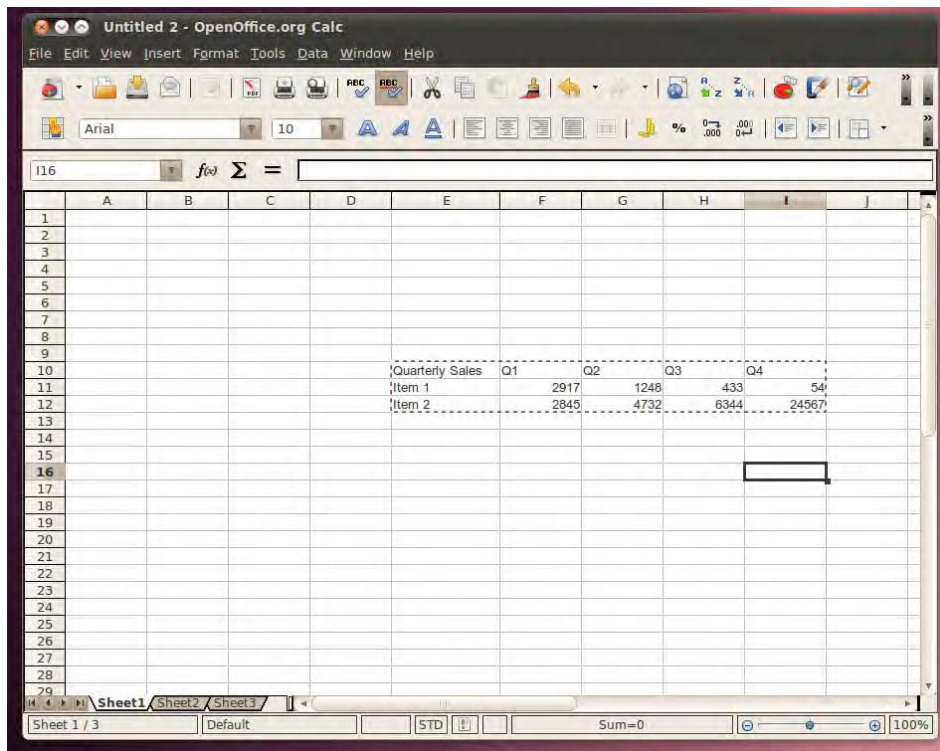 Untitled 2 - OpenOffice.org Calc
File Edit View Insert Format Tools Data Window Help
Arial 10
I16 f(x) Σ =
A B C D E F G H I J
1
2
3
4
5
6
7
8
9
10 Quarterly Sales Q1 Q2 Q3 Q4
11 Item 1 2917 1248 433 54
12 Item 2 2845 4732 6344 24567
13
14
15
16
17
18
19
20
21
22
23
24
25
26
27
28
29
Sheet1 Sheet2 Sheet3
Sheet 1 / 3 Default STD Sum=0 100%